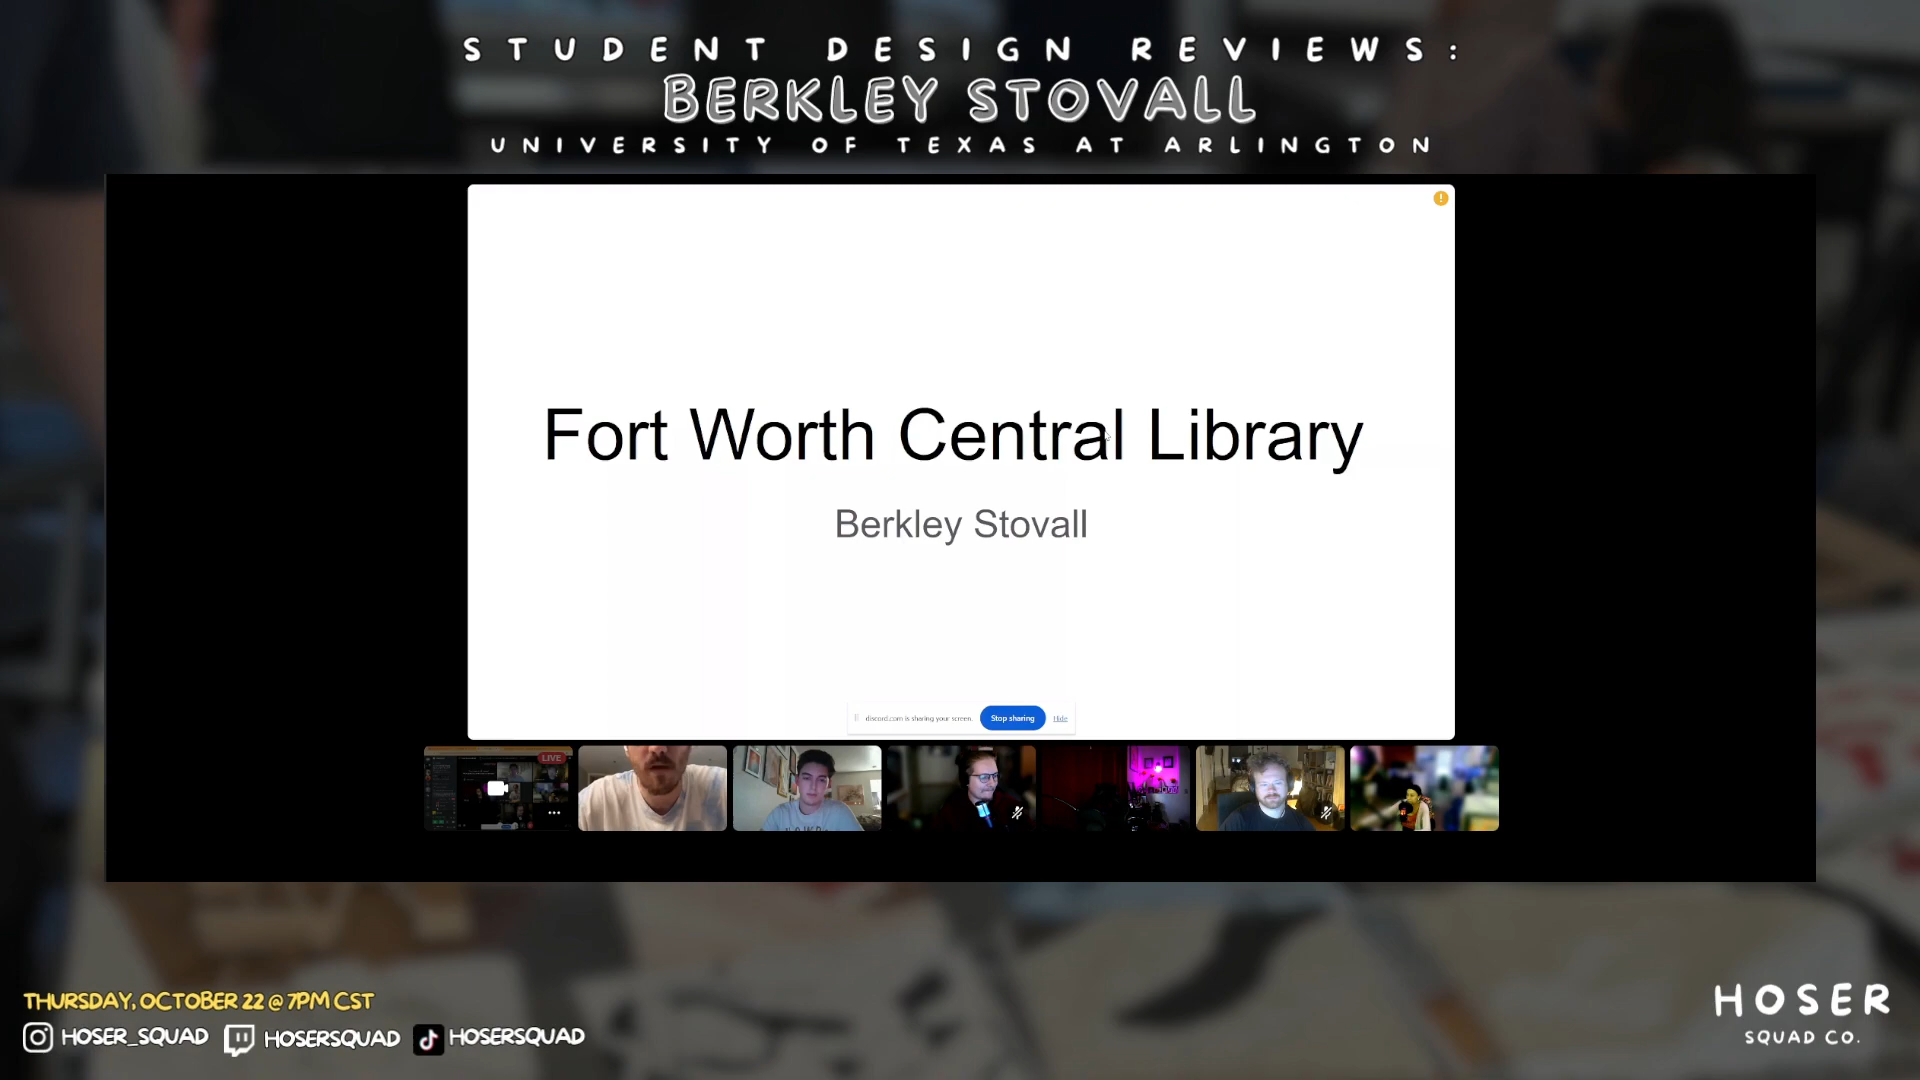 STUDENT DESIGN REVIEWS:
BERKLEY STOVALL
UNIVERSITY OF TEXAS AT ARLINGTON
Fort Worth Central Library
Berkley Stovall
discord.com is sharing your screen.
Stop sharing
Hide
LIVE
THURSDAY, OCTOBER 22 @ 7PM CST
HOSER_SQUAD
HOSERSQUAD
HOSERSQUAD
HOSER
SQUAD CO.